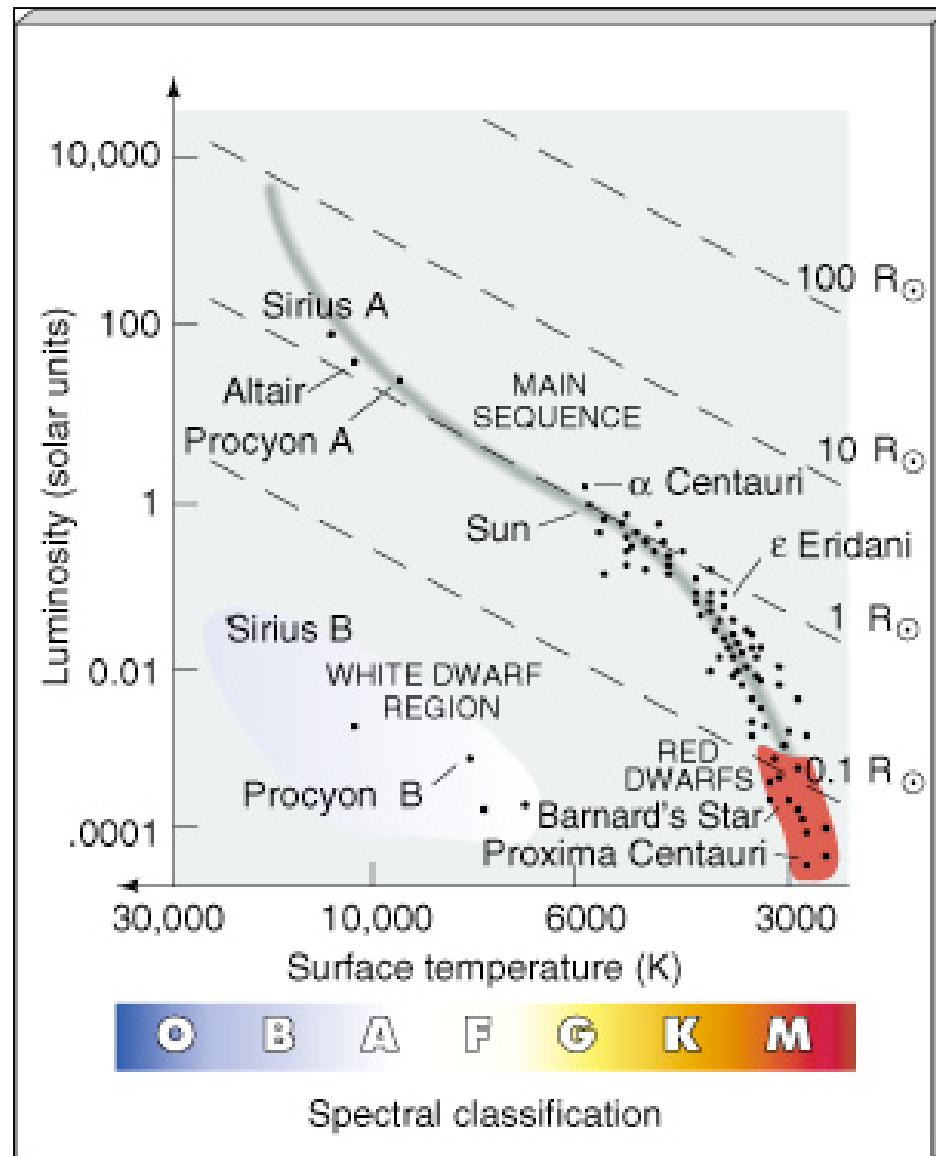 10,000
100 R☉
Sirius A
100
Altair
MAIN
SEQUENCE
Procyon A
10 R☉
α Centauri
1
Sun
ε Eridani
1 R☉
Sirius B
0.01
WHITE DWARF
REGION
RED
DWARFS
0.1 R☉
Procyon B
Barnard's Star
.0001
Proxima Centauri
Luminosity (solar units)
30,000 10,000 6000 3000
Surface temperature (K)
O B A F G K M
Spectral classification